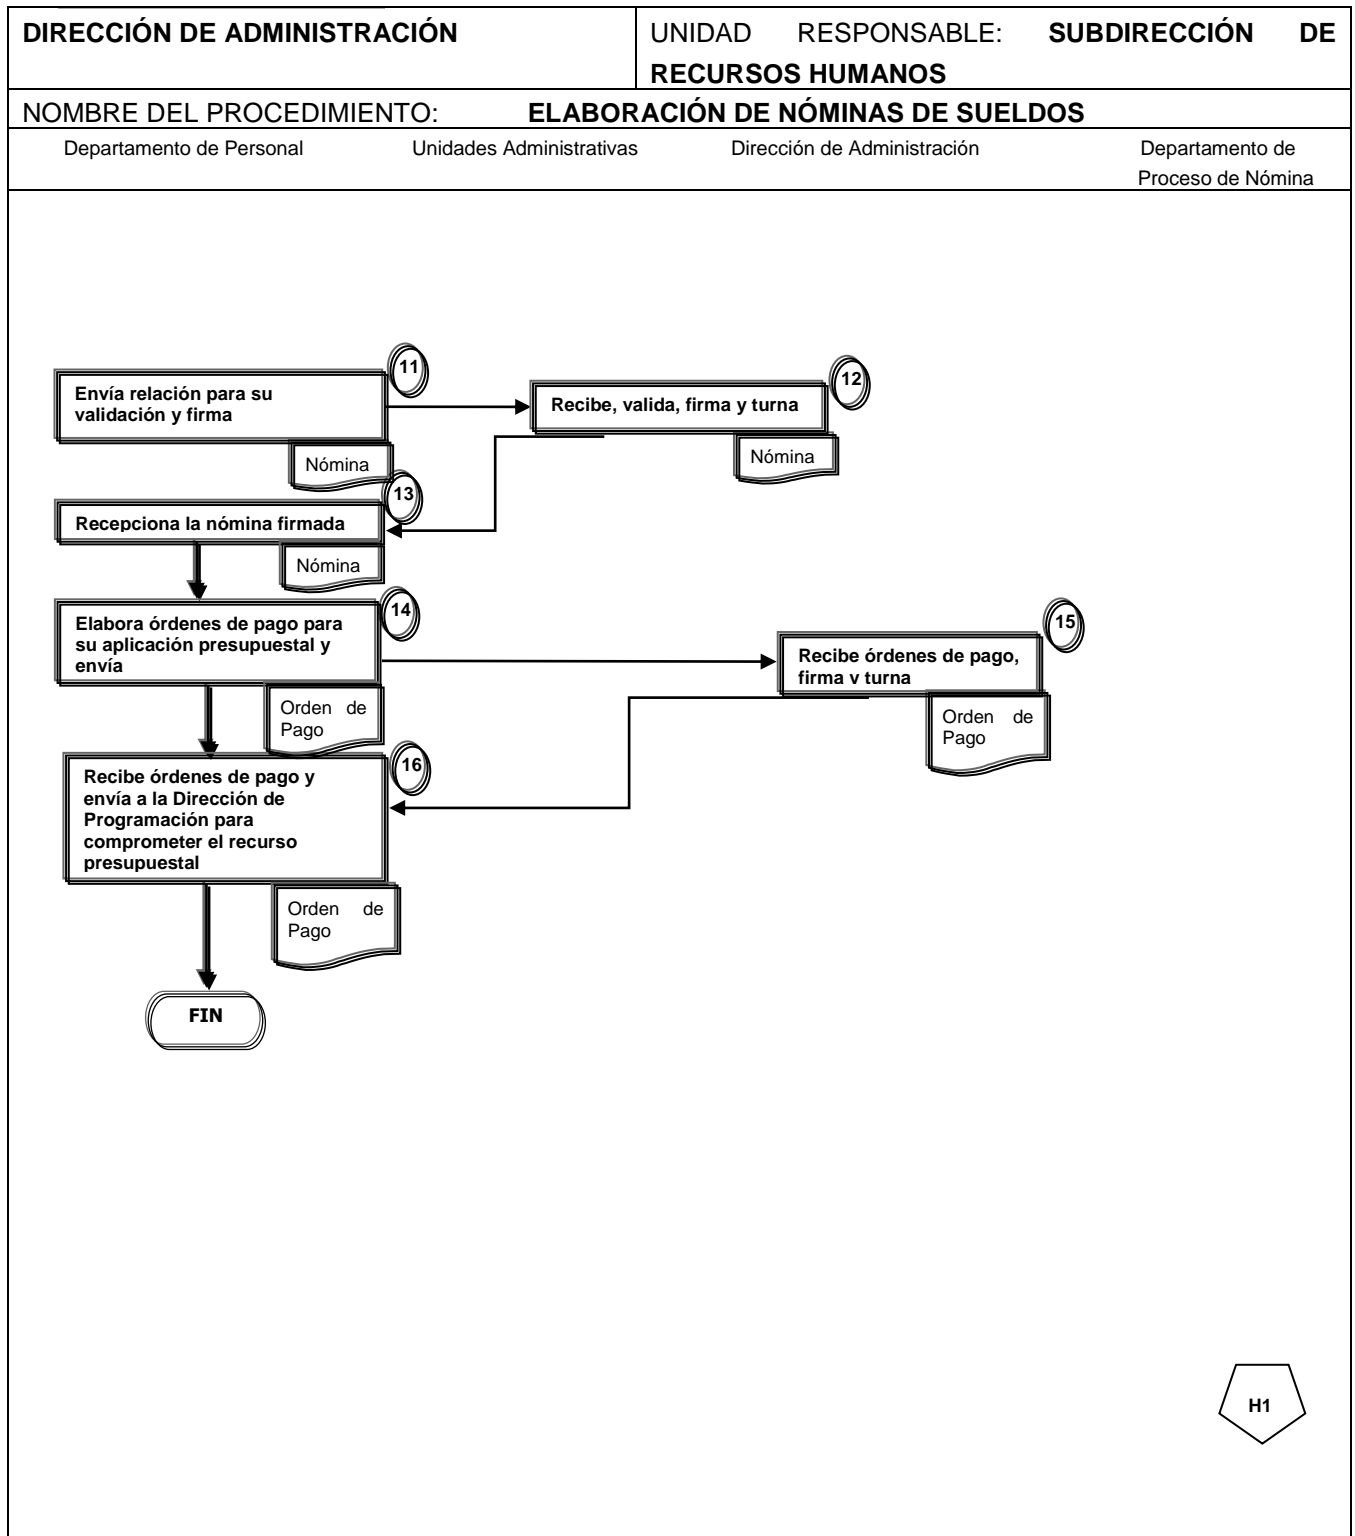 DIRECCIÓN DE ADMINISTRACIÓN
UNIDAD RESPONSABLE: SUBDIRECCIÓN DE
RECURSOS HUMANOS
NOMBRE DEL PROCEDIMIENTO: ELABORACIÓN DE NÓMINAS DE SUELDOS
Departamento de Personal
Unidades Administrativas
Dirección de Administración
Departamento de
Proceso de Nómina
11
Envía relación para su
validación y firma
Nómina
12
Recibe, valida, firma y turna
Nómina
13
Recepciona la nómina firmada
Nómina
14
Elabora órdenes de pago para
su aplicación presupuestal y
envía
Orden de
Pago
15
Recibe órdenes de pago,
firma y turna
Orden de
Pago
16
Recibe órdenes de pago y
envía a la Dirección de
Programación para
comprometer el recurso
presupuestal
Orden de
Pago
FIN
H1